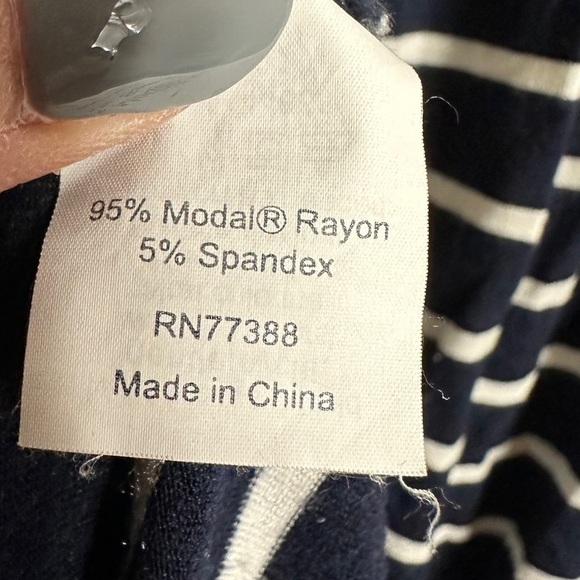 95% Modal® Rayon
5% Spandex
RN77388
Made in China